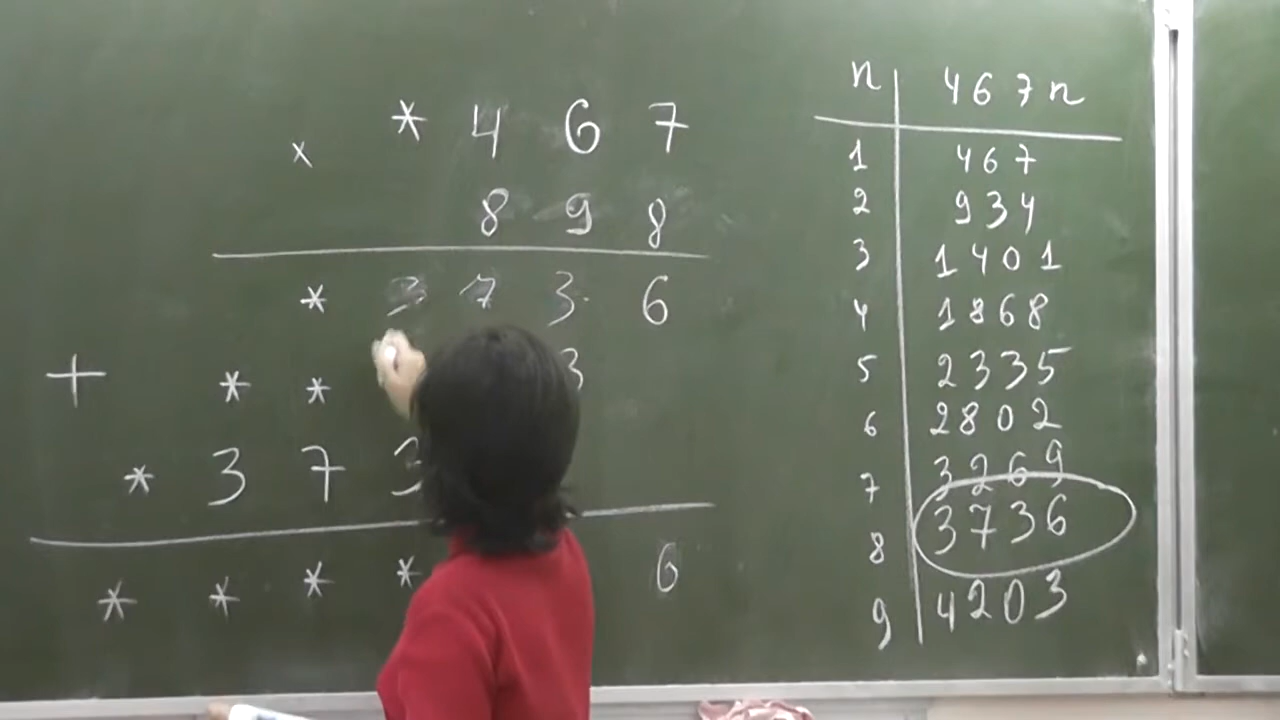 * 4 6 7
×
8 9 8
* 3 7 3 6
+
* * 3
* 3 7 3
* * * * 6
n 467n
1 467
2 934
3 1401
4 1868
5 2335
6 2802
7 3269
8 3736
9 4203